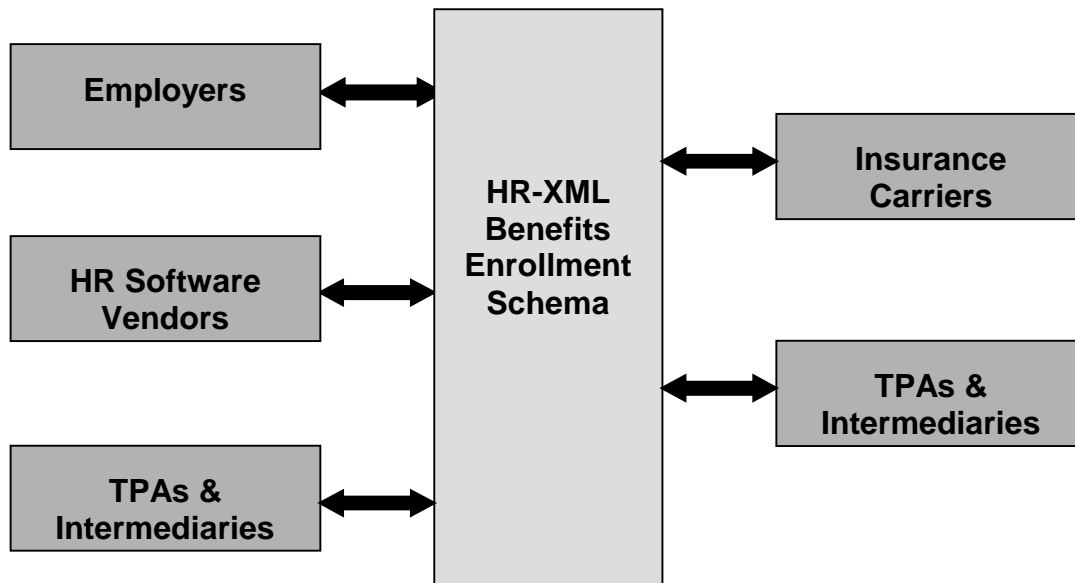 Employers
HR Software
Vendors
TPAs &
Intermediaries
HR-XML
Benefits
Enrollment
Schema
Insurance
Carriers
TPAs &
Intermediaries